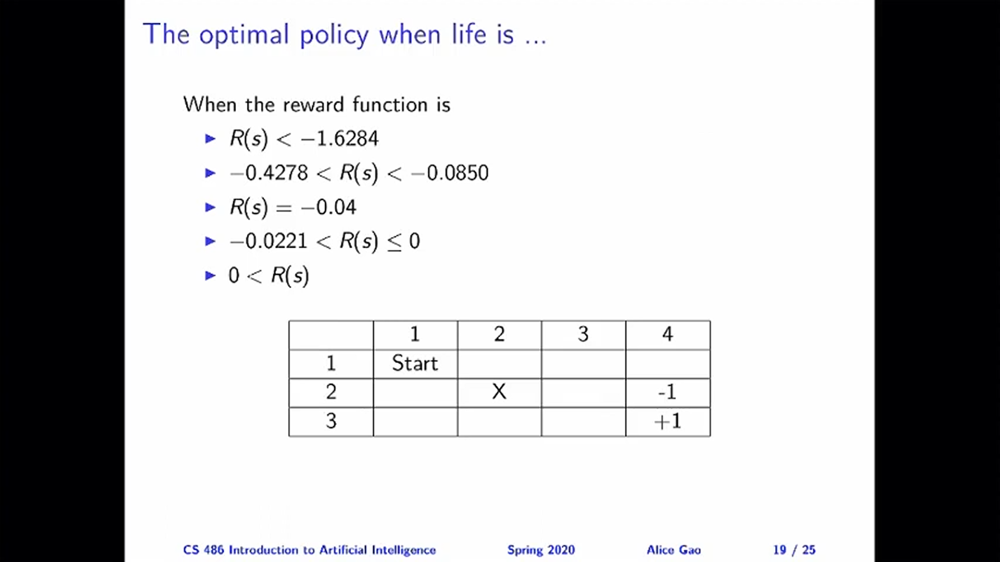 The optimal policy when life is ...
When the reward function is
▶ R(s) < −1.6284
▶ −0.4278 < R(s) < −0.0850
▶ R(s) = −0.04
▶ −0.0221 < R(s) ≤ 0
▶ 0 < R(s)
1 2 3 4
1 Start
2 X -1
3 +1
CS 486 Introduction to Artificial Intelligence Spring 2020 Alice Gao 19 / 25